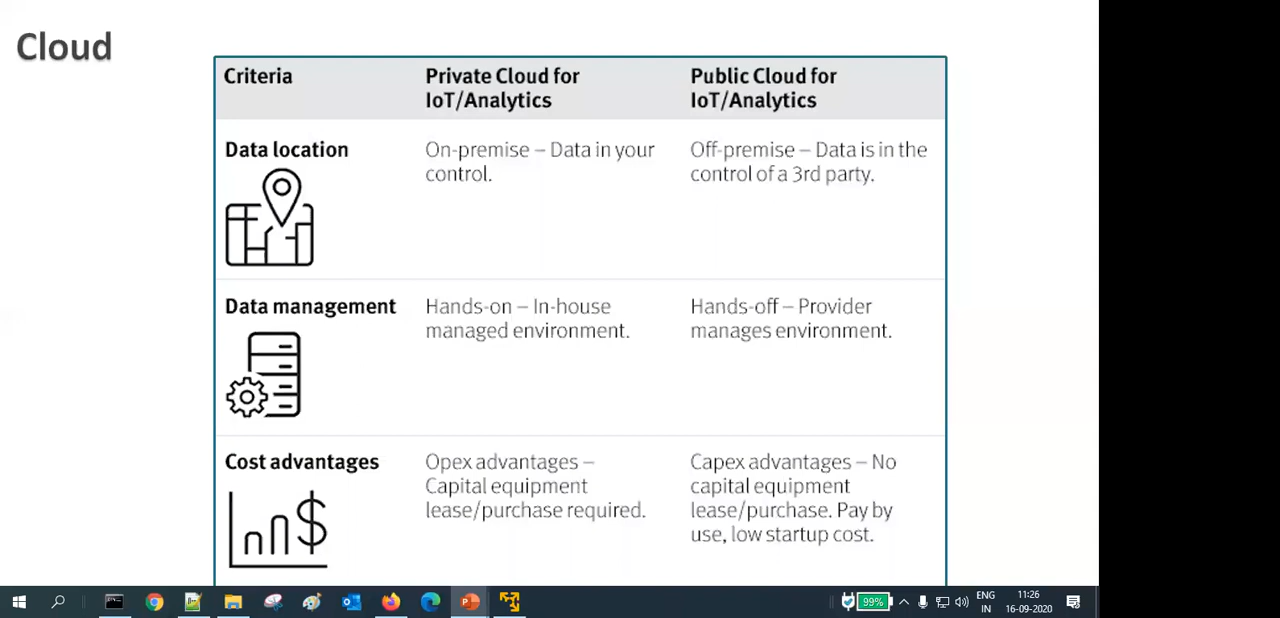 Cloud
Criteria
Private Cloud for
IoT/Analytics
Public Cloud for
IoT/Analytics
Data location
On-premise – Data in your
control.
Off-premise – Data is in the
control of a 3rd party.
Data management
Hands-on – In-house
managed environment.
Hands-off – Provider
manages environment.
Cost advantages
Opex advantages –
Capital equipment
lease/purchase required.
Capex advantages – No
capital equipment
lease/purchase. Pay by
use, low startup cost.
99%
ENG
IN
11:26
16-09-2020